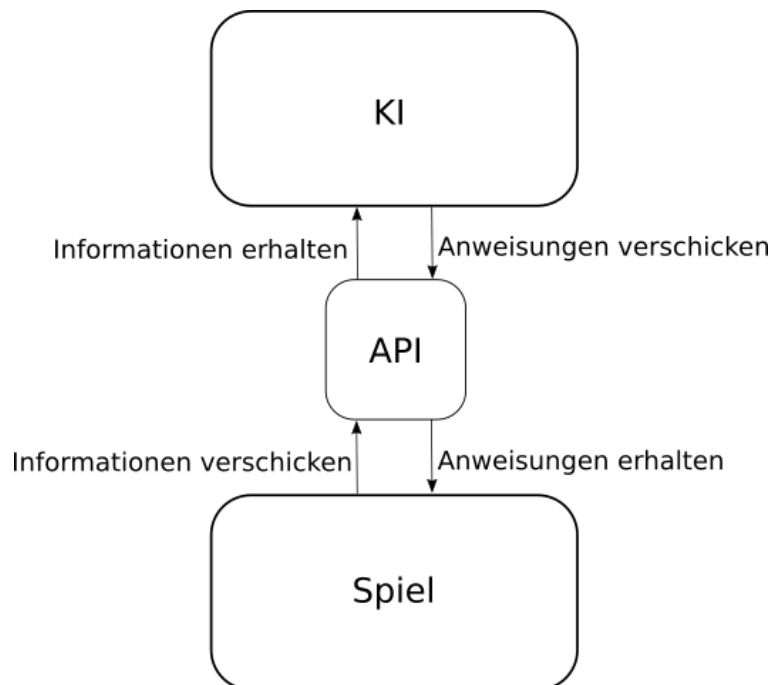 KI
Informationen erhalten
Anweisungen verschicken
API
Informationen verschicken
Anweisungen erhalten
Spiel